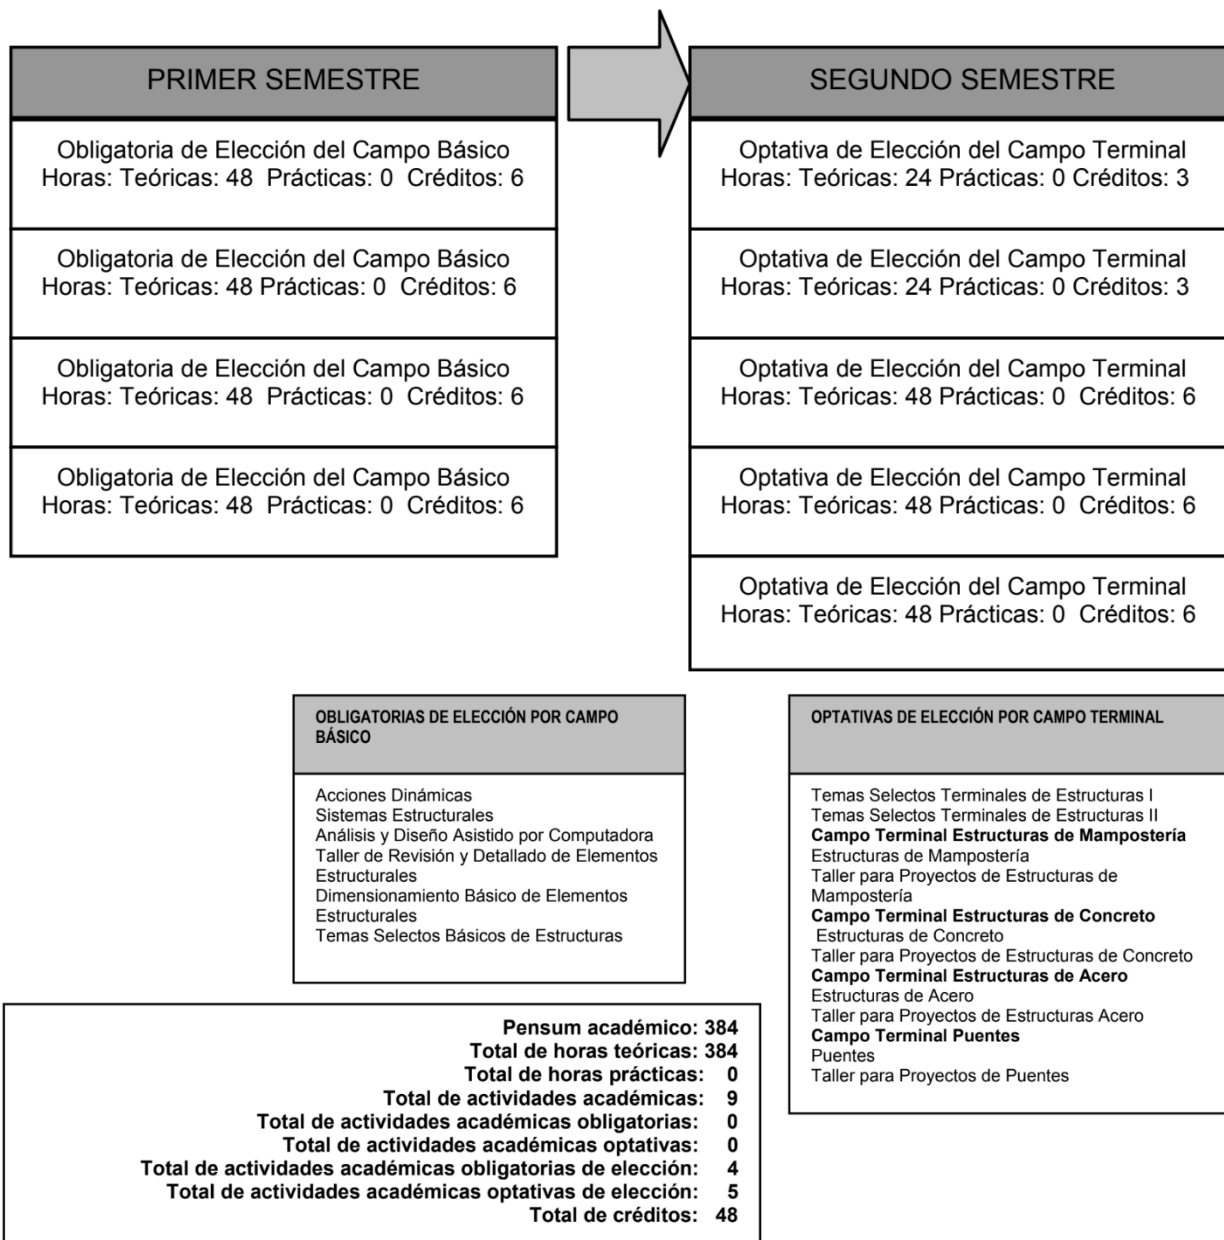 PRIMER SEMESTRE
Obligatoria de Elección del Campo Básico
Horas: Teóricas: 48 Prácticas: 0 Créditos: 6
Obligatoria de Elección del Campo Básico
Horas: Teóricas: 48 Prácticas: 0 Créditos: 6
Obligatoria de Elección del Campo Básico
Horas: Teóricas: 48 Prácticas: 0 Créditos: 6
Obligatoria de Elección del Campo Básico
Horas: Teóricas: 48 Prácticas: 0 Créditos: 6
SEGUNDO SEMESTRE
Optativa de Elección del Campo Terminal
Horas: Teóricas: 24 Prácticas: 0 Créditos: 3
Optativa de Elección del Campo Terminal
Horas: Teóricas: 24 Prácticas: 0 Créditos: 3
Optativa de Elección del Campo Terminal
Horas: Teóricas: 48 Prácticas: 0 Créditos: 6
Optativa de Elección del Campo Terminal
Horas: Teóricas: 48 Prácticas: 0 Créditos: 6
Optativa de Elección del Campo Terminal
Horas: Teóricas: 48 Prácticas: 0 Créditos: 6
OBLIGATORIAS DE ELECCIÓN POR CAMPO
BÁSICO
Acciones Dinámicas
Sistemas Estructurales
Análisis y Diseño Asistido por Computadora
Taller de Revisión y Detallado de Elementos
Estructurales
Dimensionamiento Básico de Elementos
Estructurales
Temas Selectos Básicos de Estructuras
OPTATIVAS DE ELECCIÓN POR CAMPO TERMINAL
Temas Selectos Terminales de Estructuras I
Temas Selectos Terminales de Estructuras II
Campo Terminal Estructuras de Mampostería
Estructuras de Mampostería
Taller para Proyectos de Estructuras de
Mampostería
Campo Terminal Estructuras de Concreto
Estructuras de Concreto
Taller para Proyectos de Estructuras de Concreto
Campo Terminal Estructuras de Acero
Estructuras de Acero
Taller para Proyectos de Estructuras Acero
Campo Terminal Puentes
Puentes
Taller para Proyectos de Puentes
Pensum académico: 384
Total de horas teóricas: 384
Total de horas prácticas: 0
Total de actividades académicas: 9
Total de actividades académicas obligatorias: 0
Total de actividades académicas optativas: 0
Total de actividades académicas obligatorias de elección: 4
Total de actividades académicas optativas de elección: 5
Total de créditos: 48